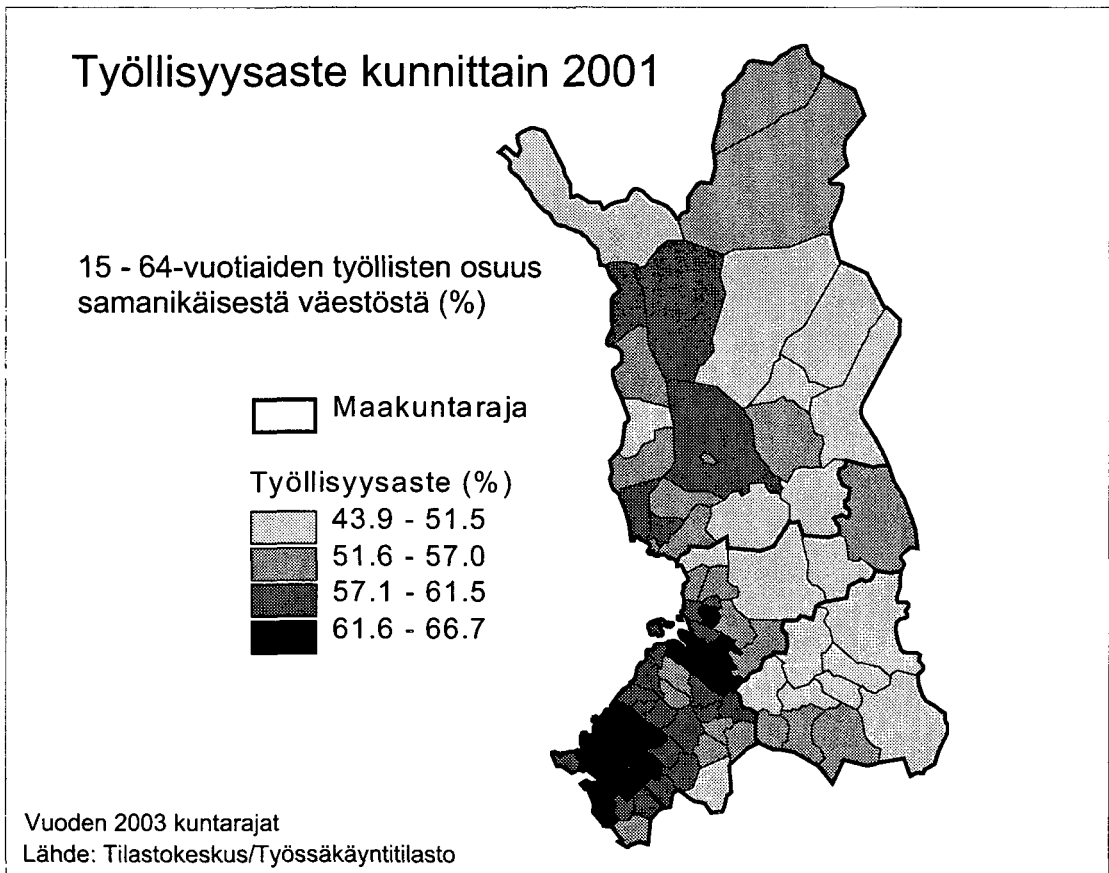 Työllisyysaste kunnittain 2001
15 - 64-vuotiaiden työllisten osuus
samanikäisestä väestöstä (%)
Maakuntaraja
Työllisyysaste (%)
43.9 - 51.5
51.6 - 57.0
57.1 - 61.5
61.6 - 66.7
Vuoden 2003 kuntarajat
Lähde: Tilastokeskus/Työssäkäyntitilasto